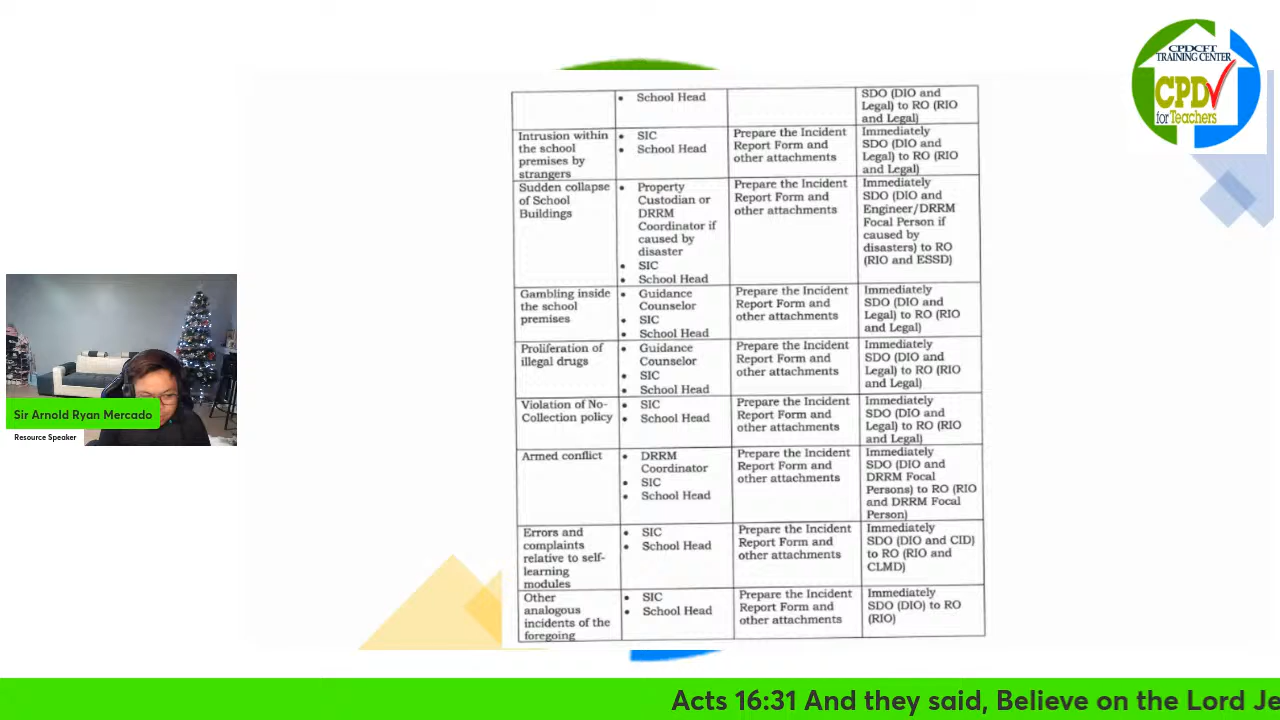 CPDCFT
TRAINING CENTER
CPD
for Teachers
School Head
SDO (DIO and
Legal) to RO (RIO
and Legal)
Intrusion within
the school
premises by
strangers
SIC
School Head
Prepare the Incident
Report Form and
other attachments
Immediately
SDO (DIO and
Legal) to RO (RIO
and Legal)
Sudden collapse
of School
Buildings
Property
Custodian or
DRRM
Coordinator if
caused by
disaster
SIC
School Head
Prepare the Incident
Report Form and
other attachments
Immediately
SDO (DIO and
Engineer/DRRM
Focal Person if
caused by
disasters) to RO
(RIO and ESSD)
Gambling inside
the school
premises
Guidance
Counselor
SIC
School Head
Prepare the Incident
Report Form and
other attachments
Immediately
SDO (DIO and
Legal) to RO (RIO
and Legal)
Proliferation of
illegal drugs
Guidance
Counselor
SIC
School Head
Prepare the Incident
Report Form and
other attachments
Immediately
SDO (DIO and
Legal) to RO (RIO
and Legal)
Violation of No-
Collection policy
SIC
School Head
Prepare the Incident
Report Form and
other attachments
Immediately
SDO (DIO and
Legal) to RO (RIO
and Legal)
Armed conflict
DRRM
Coordinator
SIC
School Head
Prepare the Incident
Report Form and
other attachments
Immediately
SDO (DIO and
DRRM Focal
Persons) to RO (RIO
and DRRM Focal
Person)
Errors and
complaints
relative to self-
learning
modules
SIC
School Head
Prepare the Incident
Report Form and
other attachments
Immediately
SDO (DIO and CID)
to RO (RIO and
CLMD)
Other
analogous
incidents of the
foregoing
SIC
School Head
Prepare the Incident
Report Form and
other attachments
Immediately
SDO (DIO) to RO
(RIO)
Sir Arnold Ryan Mercado
Resource Speaker
Acts 16:31 And they said, Believe on the Lord Je